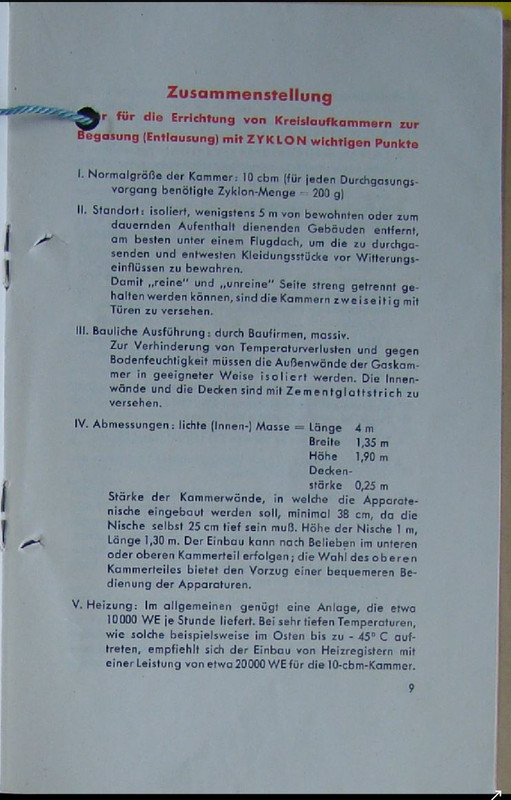 Zusammenstellung
r für die Errichtung von Kreislaufkammern zur
Begasung (Entlausung) mit ZYKLON wichtigen Punkte
I. Normalgröße der Kammer: 10 cbm (für jeden Durchgasungs-
vorgang benötigte Zyklon-Menge = 200 g)
II. Standort: isoliert, wenigstens 5 m von bewohnten oder zum
dauernden Aufenthalt dienenden Gebäuden entfernt,
am besten unter einem Flugdach, um die zu durchga-
senden und entwesten Kleidungsstücke vor Witterungs-
einflüssen zu bewahren.
Damit „reine" und „unreine" Seite streng getrennt ge-
halten werden können, sind die Kammern zweiseitig mit
Türen zu versehen.
III. Bauliche Ausführung: durch Baufirmen, massiv.
Zur Verhinderung von Temperaturverlusten und gegen
Bodenfeuchtigkeit müssen die Außenwände der Gaskam-
mer in geeigneter Weise isoliert werden. Die Innen-
wände und die Decken sind mit Zementglattstrich zu
versehen.
IV. Abmessungen: lichte (Innen-) Masse = Länge 4 m
Breite 1,35 m
Höhe 1,90 m
Decken-
stärke 0,25 m
Stärke der Kammerwände, in welche die Apparate-
nische eingebaut werden soll, minimal 38 cm, da die
Nische selbst 25 cm tief sein muß. Höhe der Nische 1 m,
Länge 1,30 m. Der Einbau kann nach Belieben im unteren
oder oberen Kammerteil erfolgen; die Wahl des oberen
Kammerteiles bietet den Vorzug einer bequemeren Be-
dienung der Apparaturen.
V. Heizung: Im allgemeinen genügt eine Anlage, die etwa
10000 WE je Stunde liefert. Bei sehr tiefen Temperaturen,
wie solche beispielsweise im Osten bis zu - 45° C auf-
treten, empfiehlt sich der Einbau von Heizregistern mit
einer Leistung von etwa 20000 WE für die 10-cbm-Kammer.
9